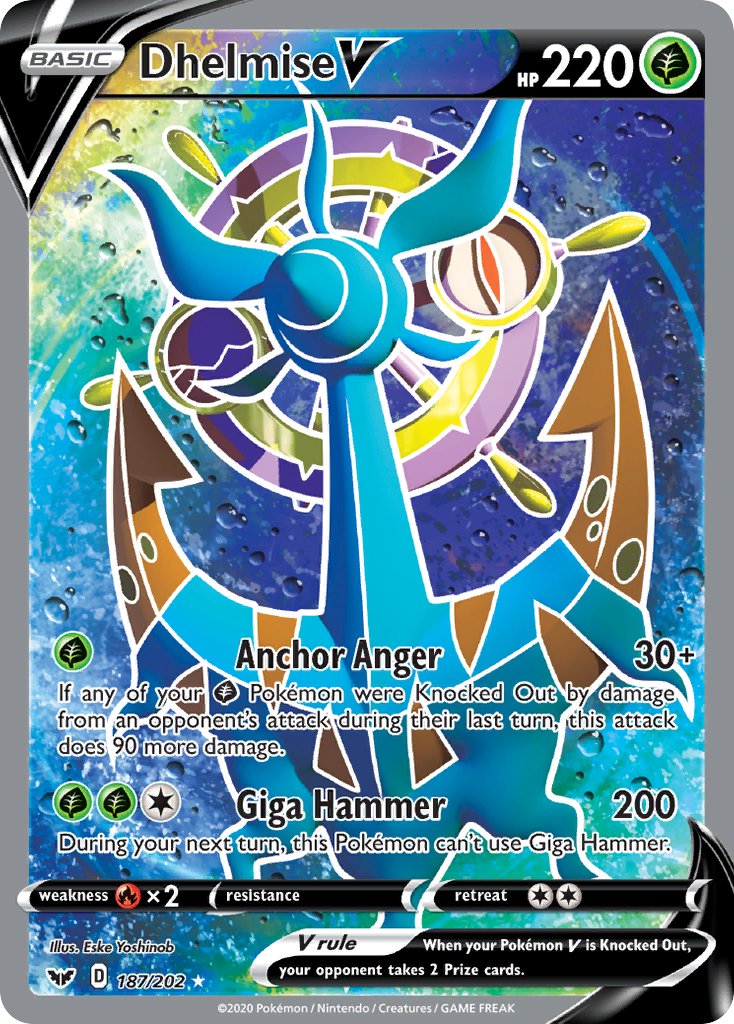 BASIC Dhelmise V HP 220
Anchor Anger 30+
If any of your Pokémon were Knocked Out by damage
from an opponent's attack during their last turn, this attack
does 90 more damage.
Giga Hammer 200
During your next turn, this Pokémon can't use Giga Hammer.
weakness ×2 resistance retreat
Illus. Eske Yoshinob
V rule When your Pokémon V is Knocked Out,
your opponent takes 2 Prize cards.
D 187/202 ★
©2020 Pokémon / Nintendo / Creatures / GAME FREAK